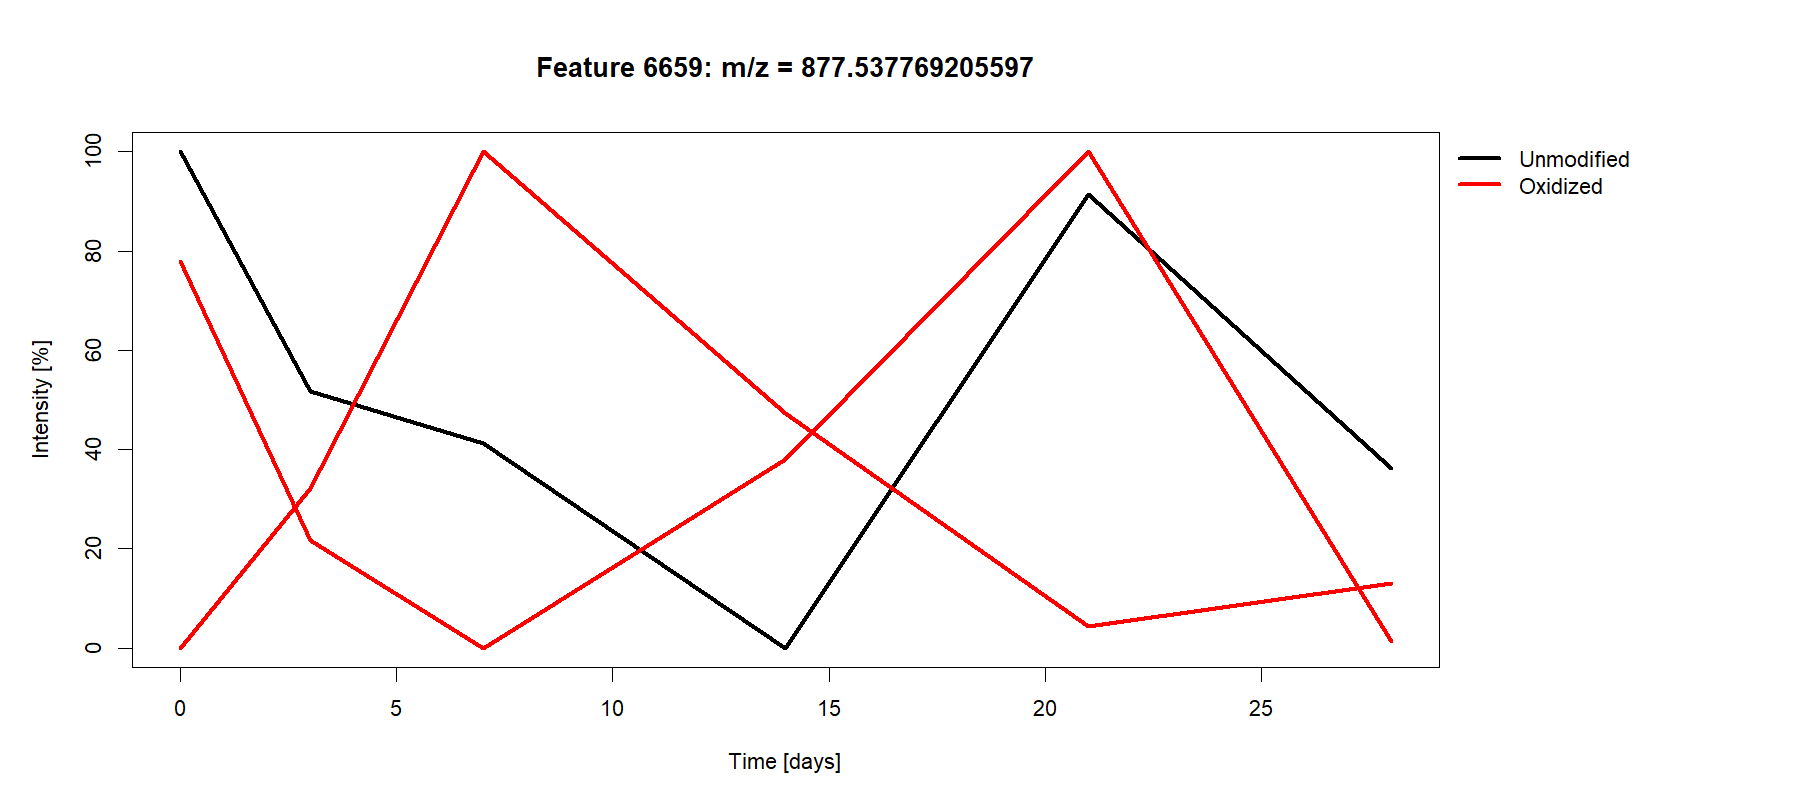 Feature 6659: m/z = 877.537769205597
Unmodified
Oxidized
Intensity [%]
100
80
60
40
20
0
0 5 10 15 20 25
Time [days]